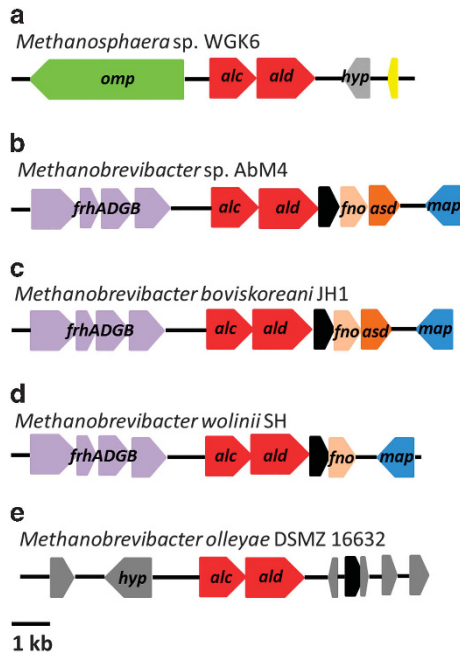 a
Methanosphaera sp. WGK6
omp alc ald hyp
b
Methanobrevibacter sp. AbM4
frhADGB alc ald fno asd map
c
Methanobrevibacter boviskoreani JH1
frhADGB alc ald fno asd map
d
Methanobrevibacter wolinii SH
frhADGB alc ald fno map
e
Methanobrevibacter olleyae DSMZ 16632
hyp alc ald
1 kb